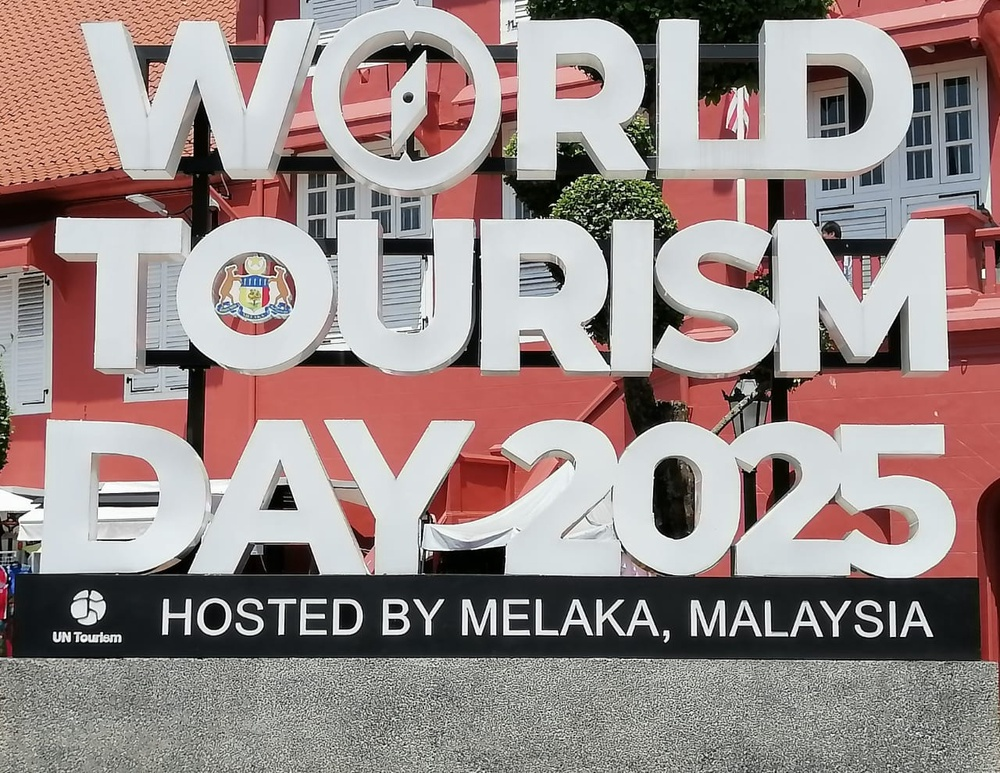 WORLD
TOURISM
DAY 2025
UN Tourism
HOSTED BY MELAKA, MALAYSIA